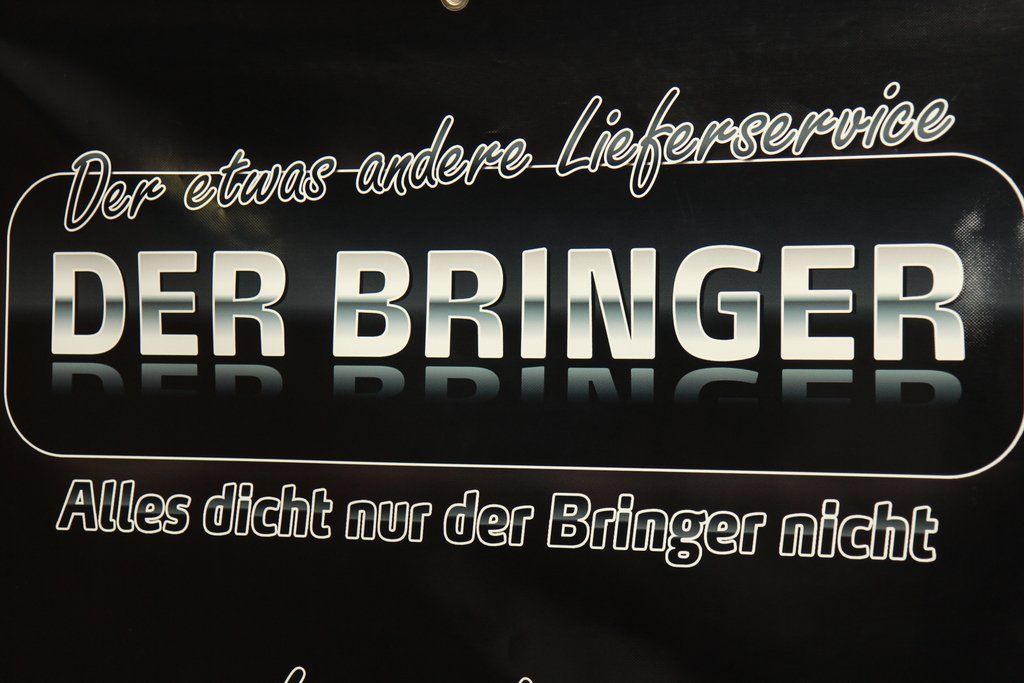 Der etwas andere Lieferservice
DER BRINGER
Alles dicht nur der Bringer nicht